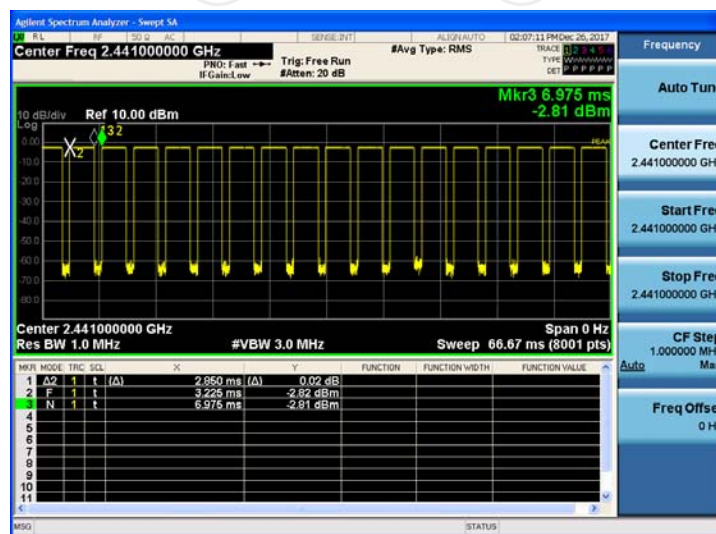 Agilent Spectrum Analyzer - Swept SA
RL RF 50 Ω AC SENSE:INT ALIGNAUTO 02:07:11 PM Dec 26, 2017
Center Freq 2.441000000 GHz #Avg Type: RMS TRACE 1 2 3 4 5 6
PNO: Fast Trig: Free Run TYPE
IFGain:Low #Atten: 20 dB DET P P P P P P
Mkr3 6.975 ms
10 dB/div Ref 10.00 dBm -2.81 dBm
Log
0.00
-10.0
-20.0
-30.0
-40.0
-50.0
-60.0
-70.0
-80.0
2
1 3 2
PEAK
Center 2.441000000 GHz Span 0 Hz
Res BW 1.0 MHz #VBW 3.0 MHz Sweep 66.67 ms (8001 pts)
MKR MODE TRC SCL X Y FUNCTION FUNCTION WIDTH FUNCTION VALUE
1 Δ2 1 t (Δ) 2.850 ms (Δ) 0.02 dB
2 F 1 t 3.225 ms -2.82 dBm
3 N 1 t 6.975 ms -2.81 dBm
4
5
6
7
8
9
10
11
MSG STATUS
Frequency
Auto Tun
Center Fre
2.441000000 GH
Start Fre
2.441000000 GH
Stop Fre
2.441000000 GH
CF Step
1.000000 MH
Auto Ma
Freq Offse
0 H